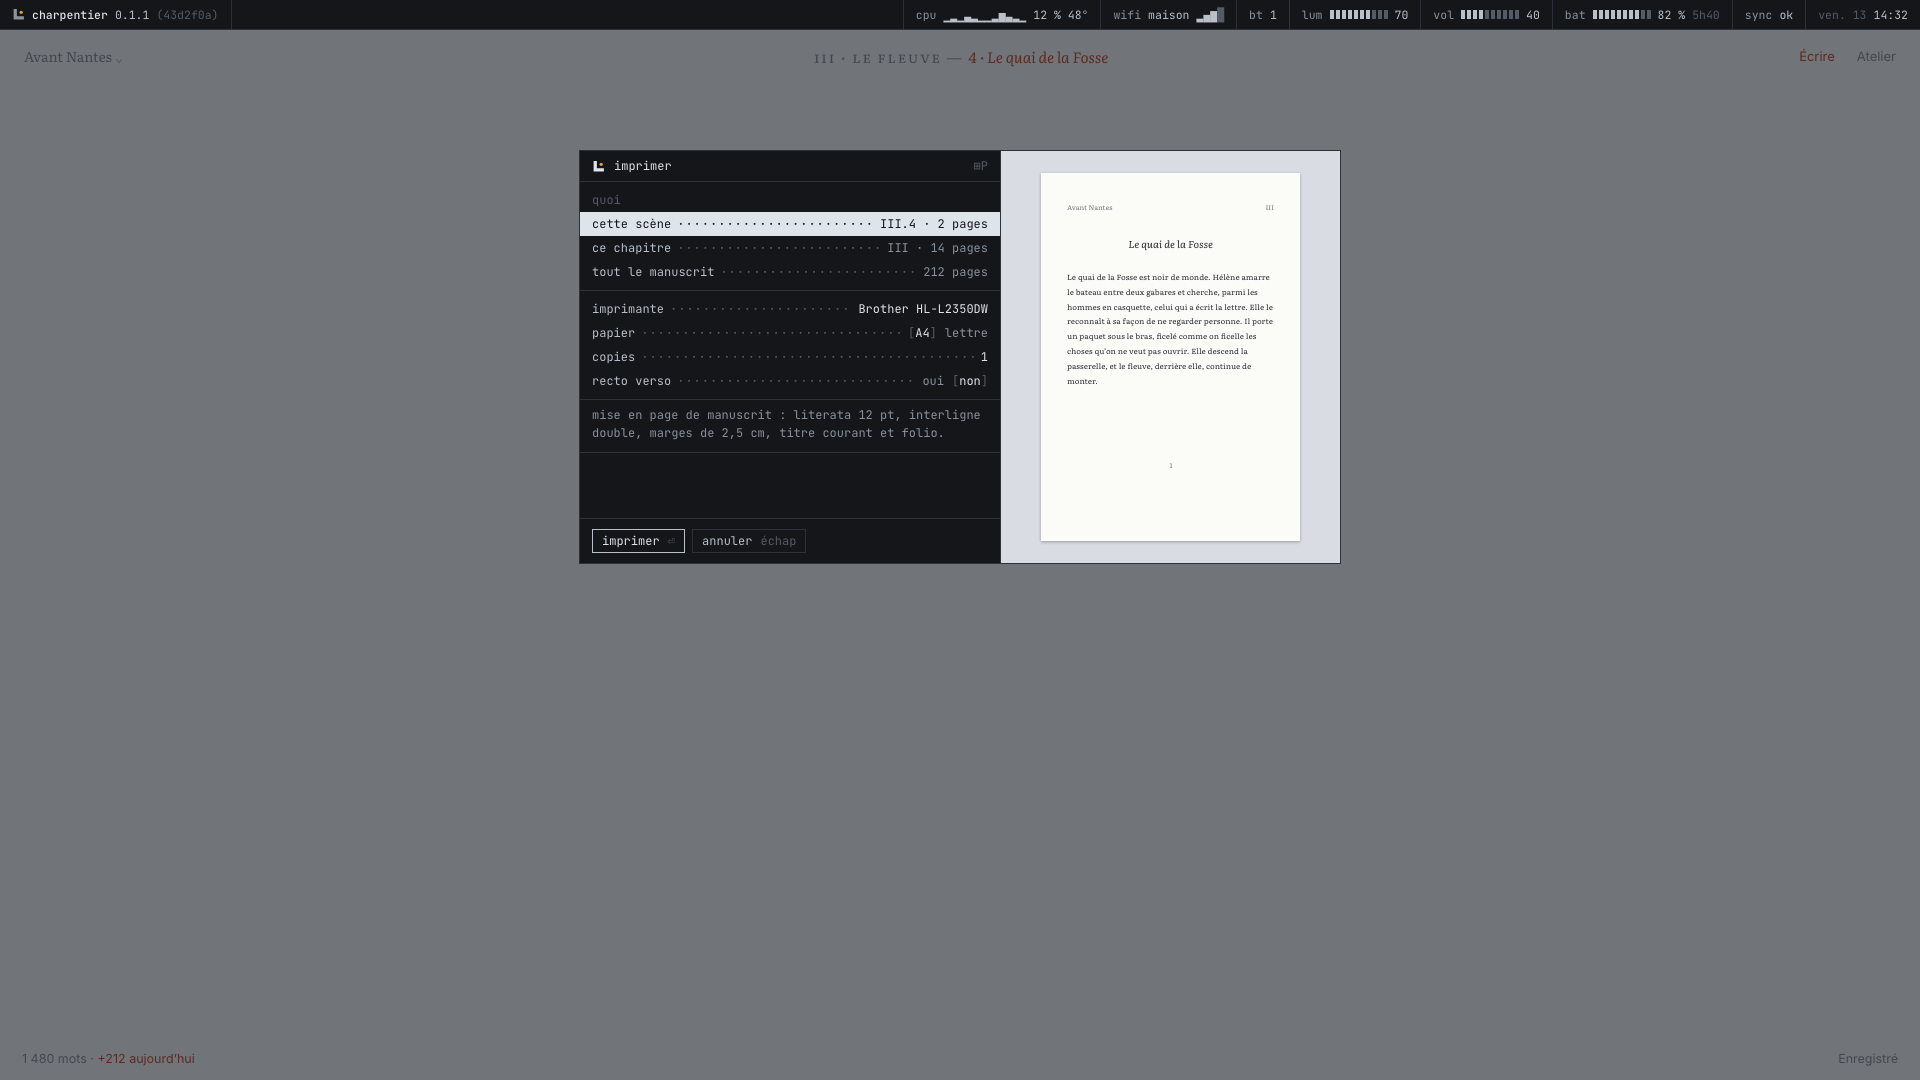 charpentier 0.1.1 (43d2f0a)
cpu 12 % 48°
wifi maison
bt 1
lum 70
vol 40
bat 82 % 5h40
sync ok
ven. 13 14:32
Avant Nantes
III · LE FLEUVE — 4 · Le quai de la Fosse
Écrire Atelier
imprimer ⊞P
quoi
cette scène ························ III.4 · 2 pages
ce chapitre ························· III · 14 pages
tout le manuscrit ························ 212 pages
imprimante ······················ Brother HL-L2350DW
papier ································ [A4] lettre
copies ········································· 1
recto verso ····························· oui [non]
mise en page de manuscrit : literata 12 pt, interligne
double, marges de 2,5 cm, titre courant et folio.
imprimer ⏎ annuler échap
Avant Nantes III
Le quai de la Fosse
Le quai de la Fosse est noir de monde. Hélène amarre
le bateau entre deux gabares et cherche, parmi les
hommes en casquette, celui qui a écrit la lettre. Elle le
reconnaît à sa façon de ne regarder personne. Il porte
un paquet sous le bras, ficelé comme on ficelle les
choses qu'on ne veut pas ouvrir. Elle descend la
passerelle, et le fleuve, derrière elle, continue de
monter.
1
1 480 mots · +212 aujourd'hui
Enregistré